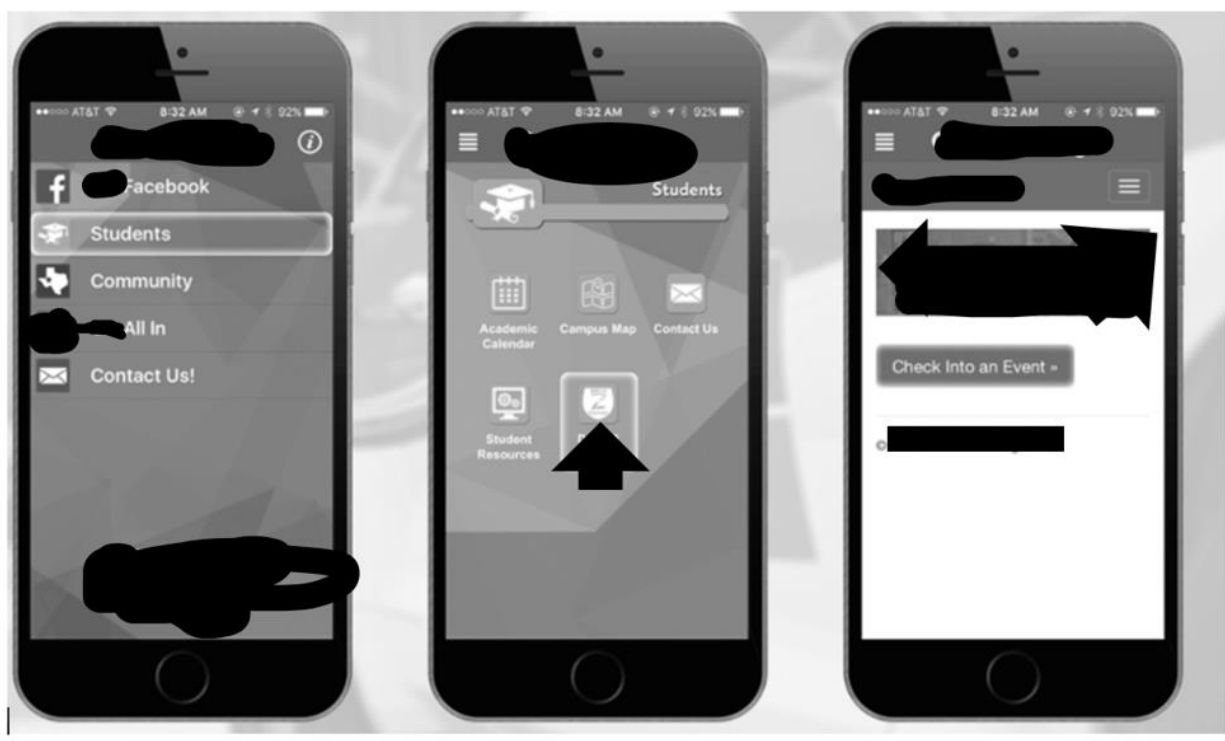 AT&T 8:32 AM 92%
Facebook
Students
Community
All In
Contact Us!
AT&T 8:32 AM 92%
Students
Academic
Calendar
Campus Map
Contact Us
Student
Resources
AT&T 8:32 AM 92%
Check Into an Event »
©